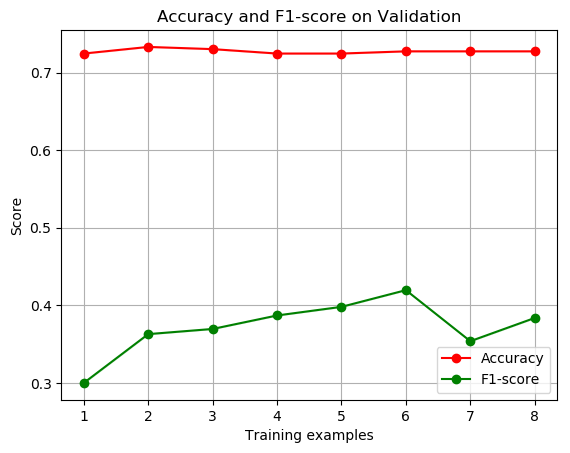 Accuracy and F1-score on Validation
Score
0.7
0.6
0.5
0.4
0.3
Accuracy
F1-score
1 2 3 4 5 6 7 8
Training examples